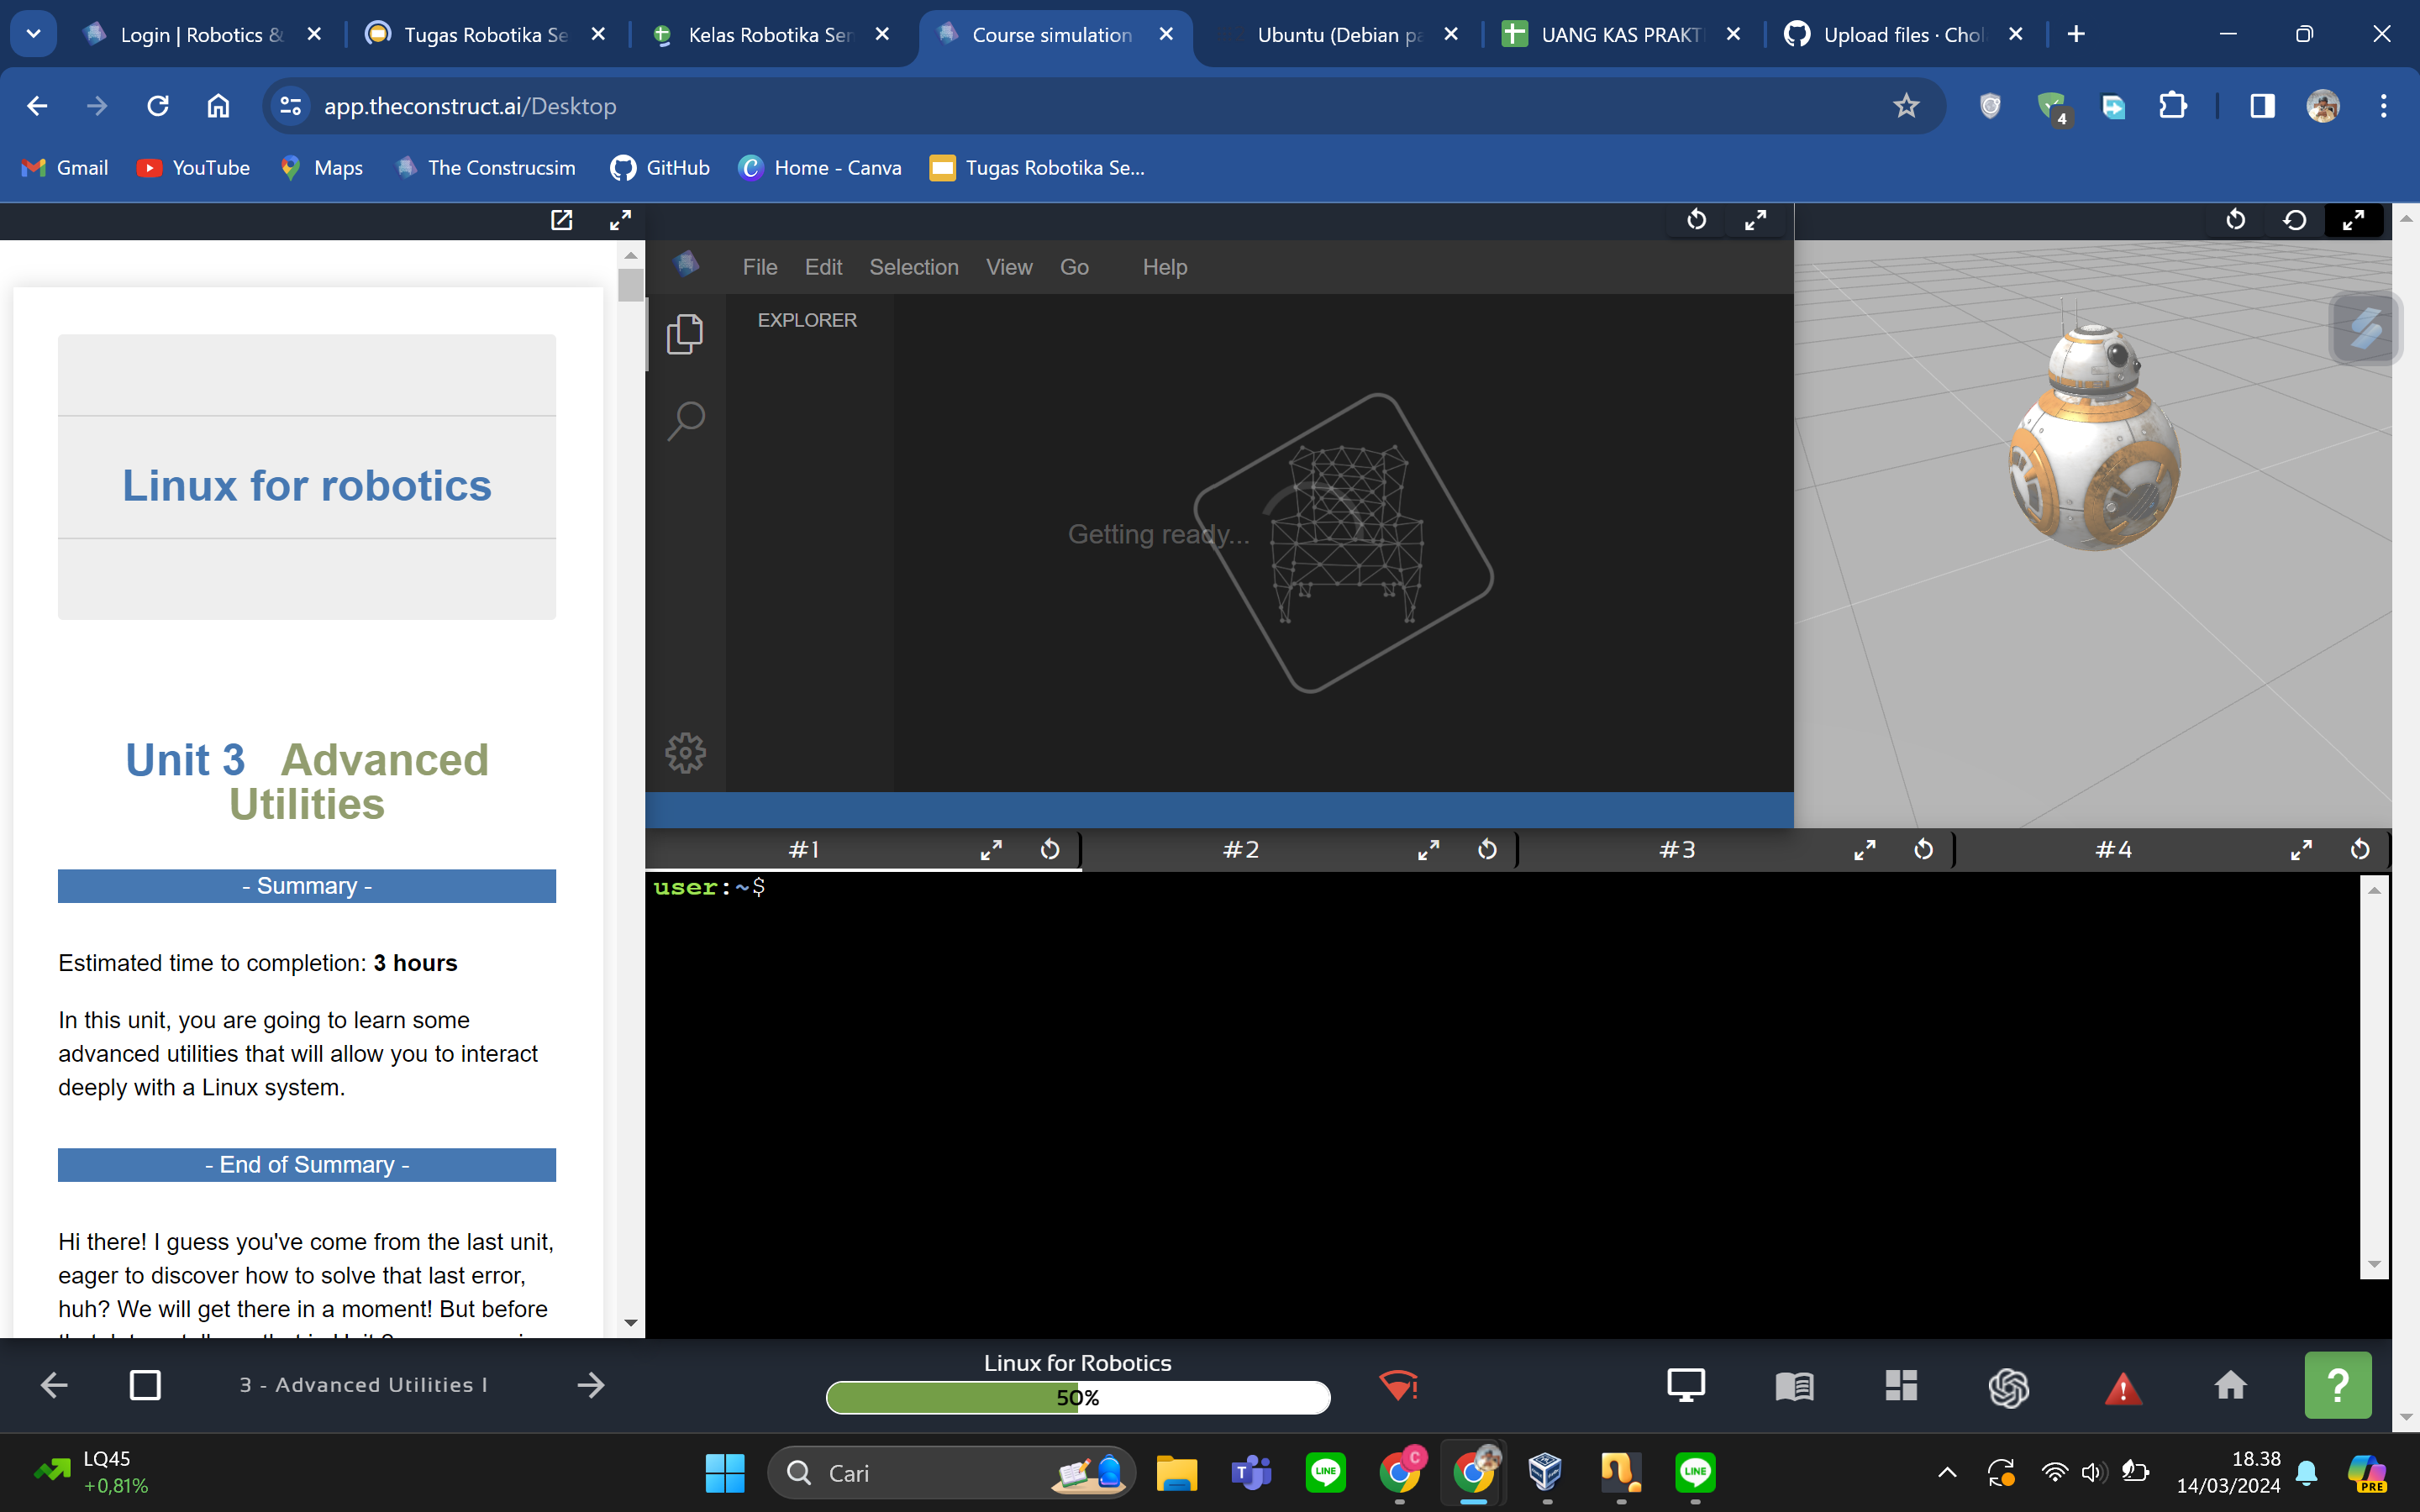 Login | Robotics &
Tugas Robotika Se
Kelas Robotika Ser
Course simulation
Ubuntu (Debian pa
UANG KAS PRAKT
Upload files · Chol
app.theconstruct.ai/Desktop
4
Gmail
YouTube
Maps
The Construcsim
GitHub
Home - Canva
Tugas Robotika Se...
File Edit Selection View Go Help
EXPLORER
Getting ready...
Linux for robotics
Unit 3 Advanced
Utilities
- Summary -
Estimated time to completion: 3 hours
In this unit, you are going to learn some
advanced utilities that will allow you to interact
deeply with a Linux system.
- End of Summary -
Hi there! I guess you've come from the last unit,
eager to discover how to solve that last error,
huh? We will get there in a moment! But before
#1
#2
#3
#4
user:~$
3 - Advanced Utilities I
Linux for Robotics
50%
?
LQ45
+0,81%
Cari
LINE
C
LINE
18.38
14/03/2024
PRE